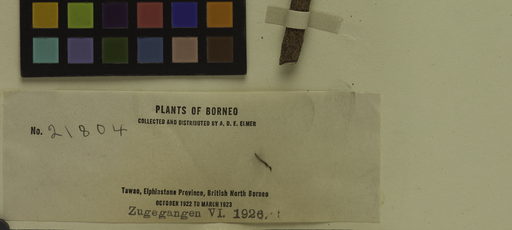 PLANTS OF BORNEO
COLLECTED AND DISTRIBUTED BY A. D. E. ELMER
No. 21804
Tawao, Elphinstone Province, British North Borneo
OCTOBER 1922 TO MARCH 1923
Zugegangen VI. 1926.